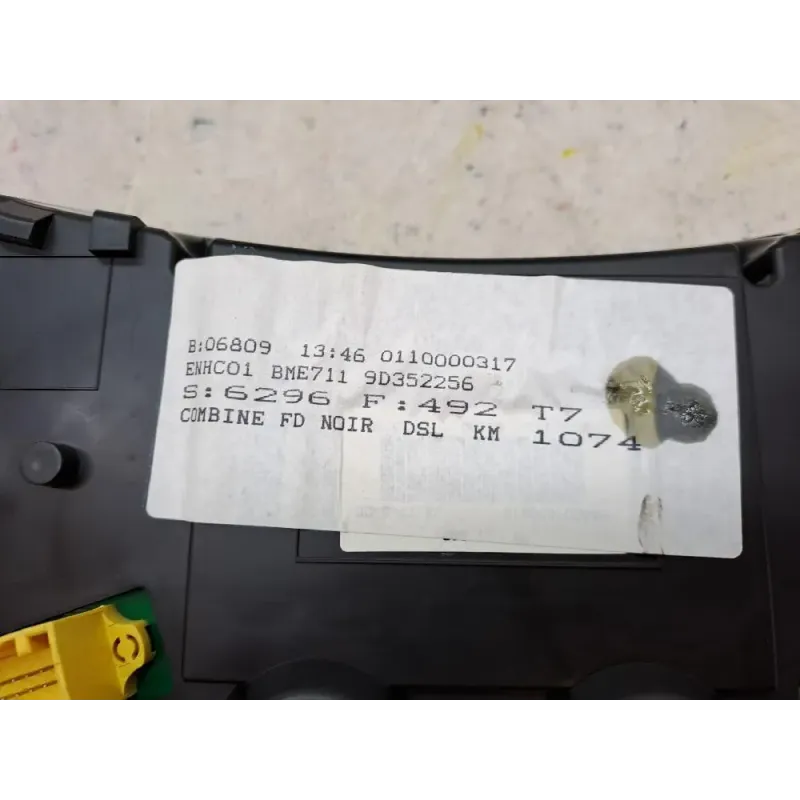 B:06809 13:46 0110000317
ENHC01 BME711 9D352256
S:6296 F:492 T7
COMBINE FD NOIR DSL KM 1074